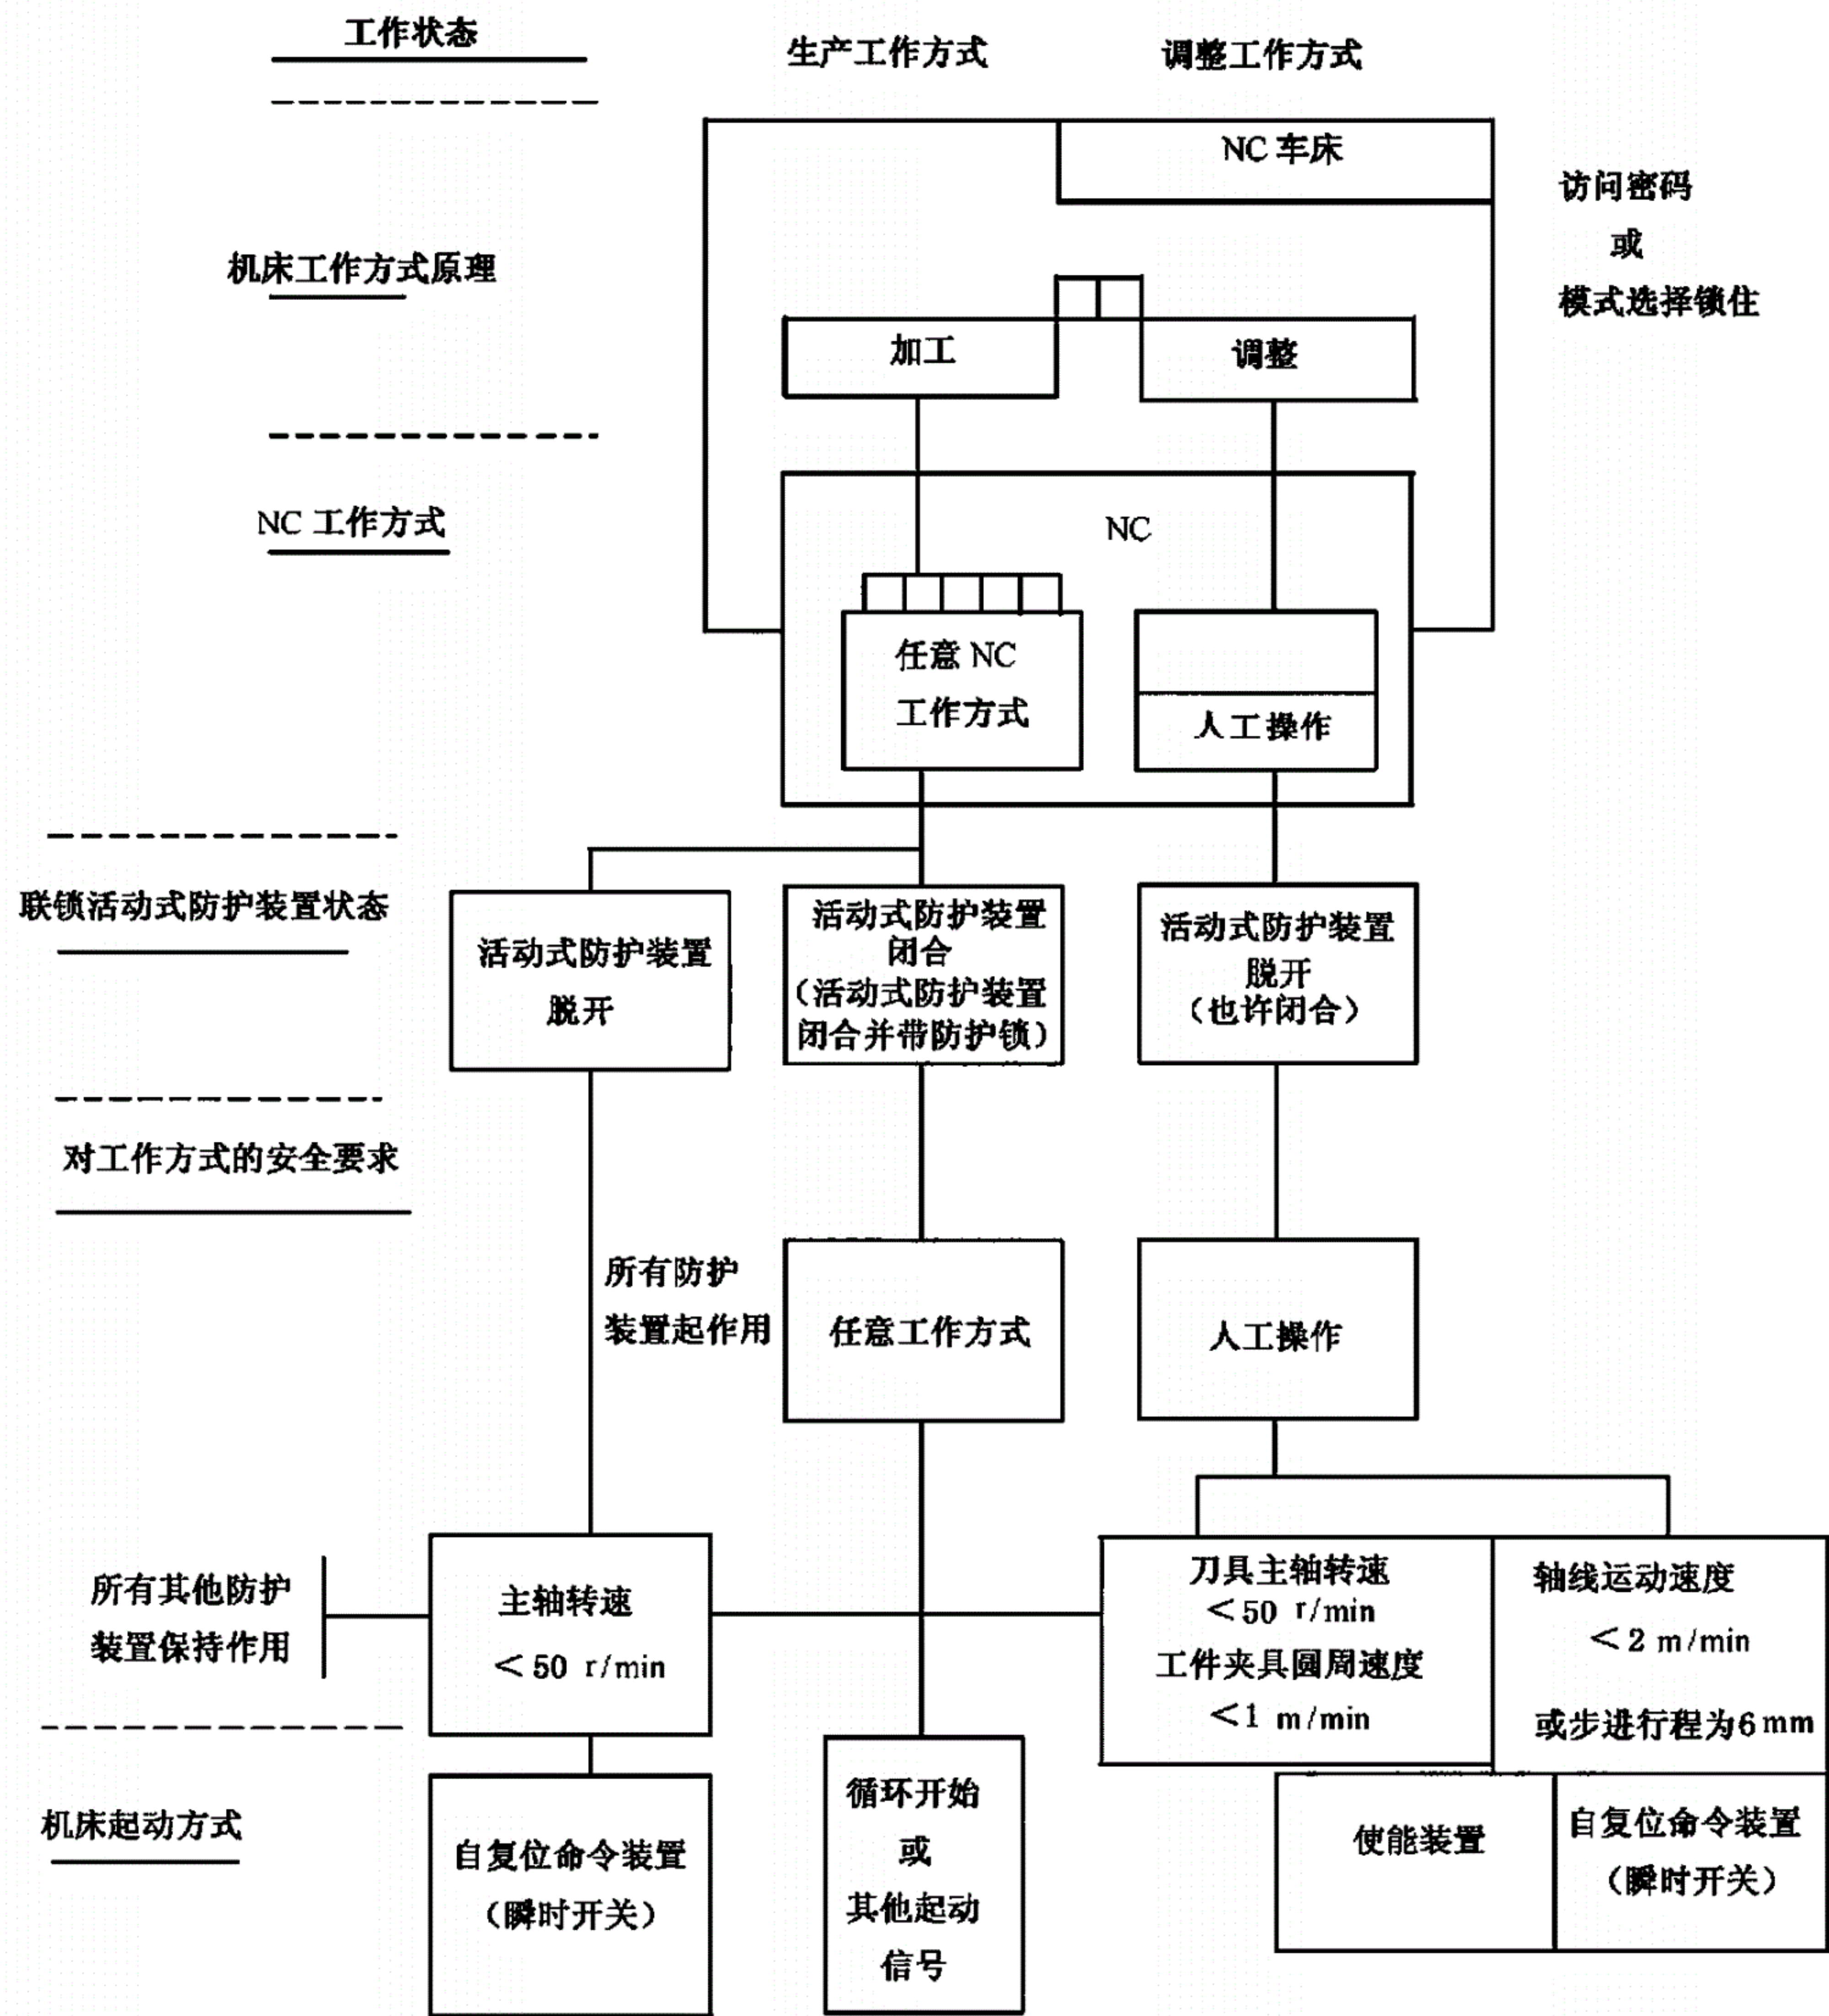 工作状态
生产工作方式
调整工作方式
NC 车床
访问密码
或
模式选择锁住
机床工作方式原理
加工
调整
NC 工作方式
NC
任意 NC
工作方式
人工操作
联锁活动式防护装置状态
活动式防护装置
脱开
活动式防护装置
闭合
(活动式防护装置
闭合并带防护锁)
活动式防护装置
脱开
(也许闭合)
对工作方式的安全要求
所有防护
装置起作用
任意工作方式
人工操作
所有其他防护
装置保持作用
主轴转速
<50 r/min
刀具主轴转速
<50 r/min
工件夹具圆周速度
<1 m/min
轴线运动速度
<2 m/min
或步进行程为6 mm
机床起动方式
自复位命令装置
(瞬时开关)
循环开始
或
其他起动
信号
使能装置
自复位命令装置
(瞬时开关)